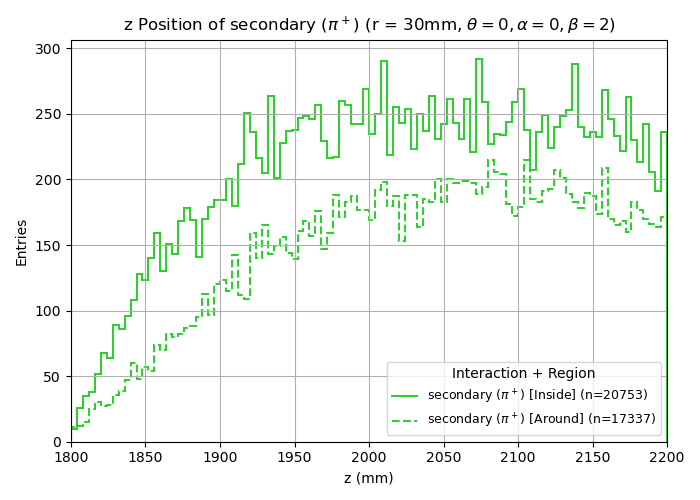 z Position of secondary (π⁺) (r = 30mm, θ = 0, α = 0, β = 2)
300
250
200
150
100
50
0
Entries
1800 1850 1900 1950 2000 2050 2100 2150 2200
z (mm)
Interaction + Region
secondary (π⁺) [Inside] (n=20753)
secondary (π⁺) [Around] (n=17337)